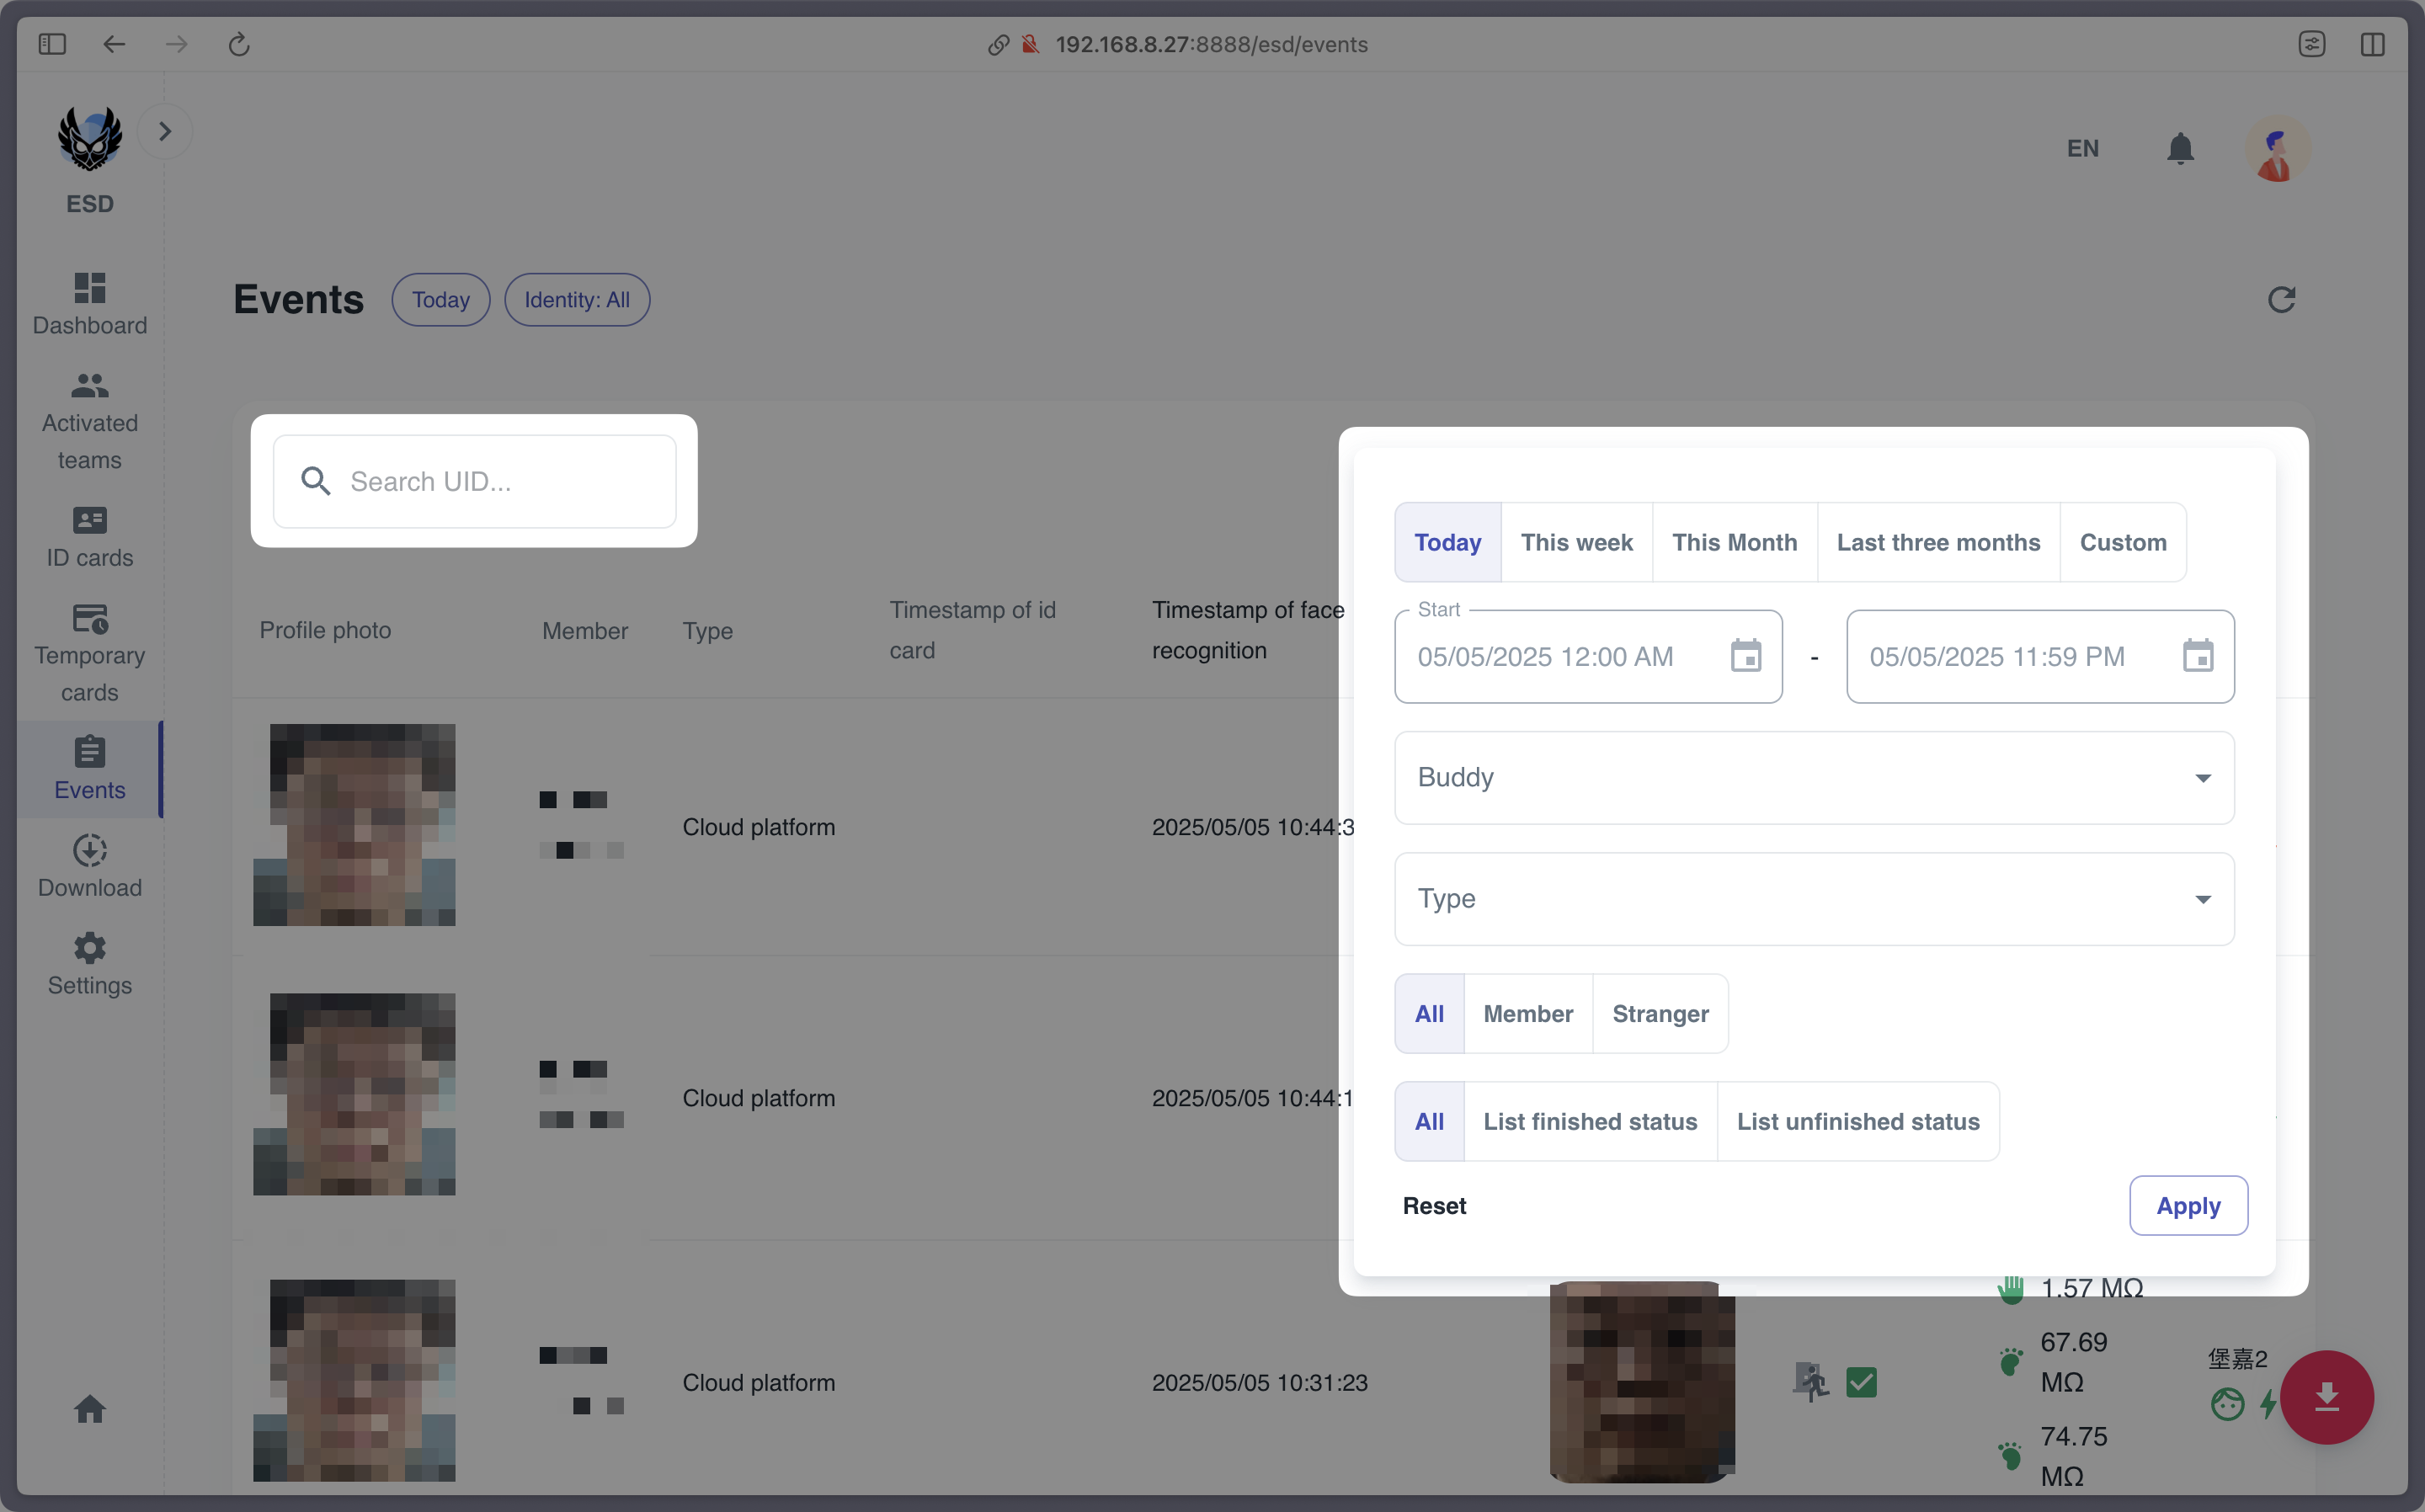 192.168.8.27:8888/esd/events
ESD
EN
Dashboard
Activated
teams
ID cards
Temporary
cards
Events
Download
Settings
Events
Today
Identity: All
Search UID...
Profile photo
Member
Type
Timestamp of id
card
Timestamp of face
recognition
Cloud platform
2025/05/05 10:44:3
Cloud platform
2025/05/05 10:44:1
Cloud platform
2025/05/05 10:31:23
Today
This week
This Month
Last three months
Custom
Start
05/05/2025 12:00 AM
-
05/05/2025 11:59 PM
Buddy
Type
All
Member
Stranger
All
List finished status
List unfinished status
Reset
Apply
1.57 MΩ
67.69
MΩ
74.75
MΩ
堡嘉2